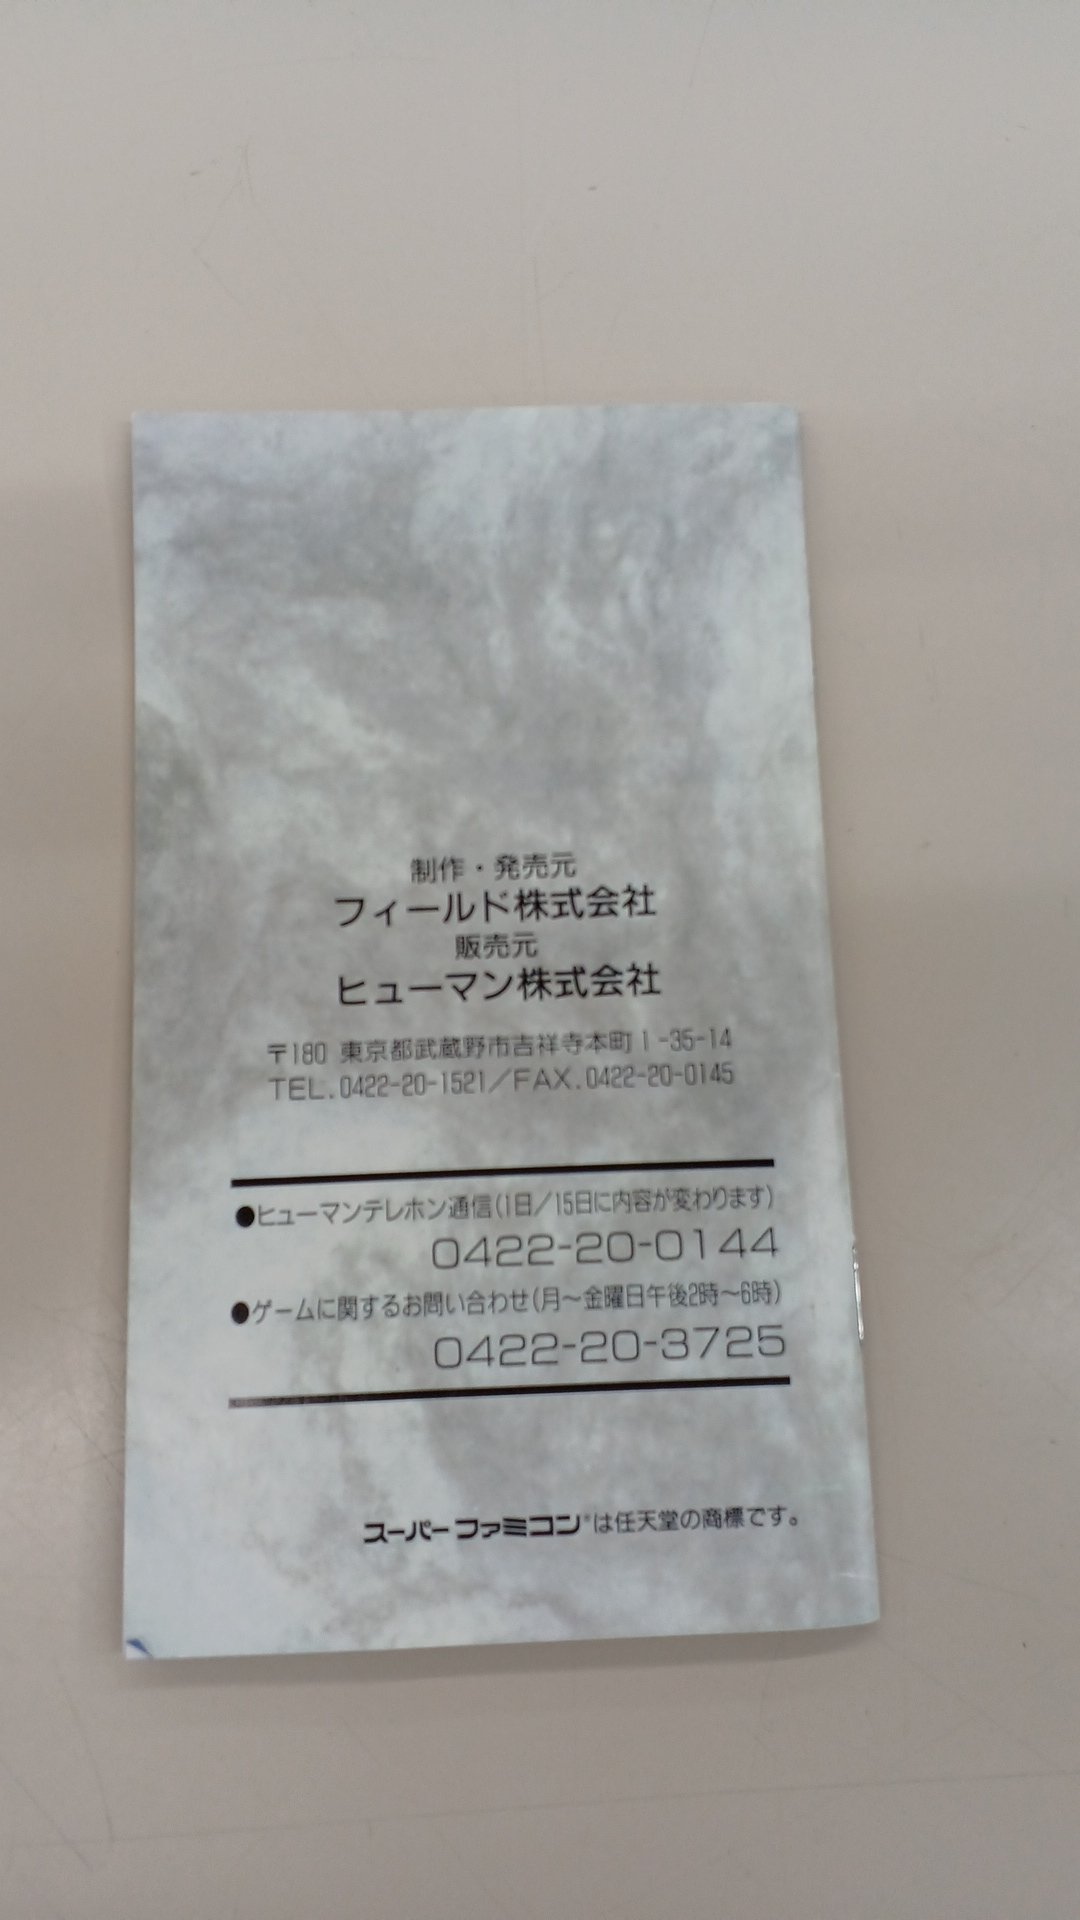 制作・発売元
フィールド株式会社
販売元
ヒューマン株式会社
〒180 東京都武蔵野市吉祥寺本町1-35-14
TEL.0422-20-1521／FAX.0422-20-0145
●ヒューマンテレホン通信(1日／15日に内容が変わります)
0422-20-0144
●ゲームに関するお問い合わせ(月〜金曜日午後2時〜6時)
0422-20-3725
スーパーファミコン®は任天堂の商標です。